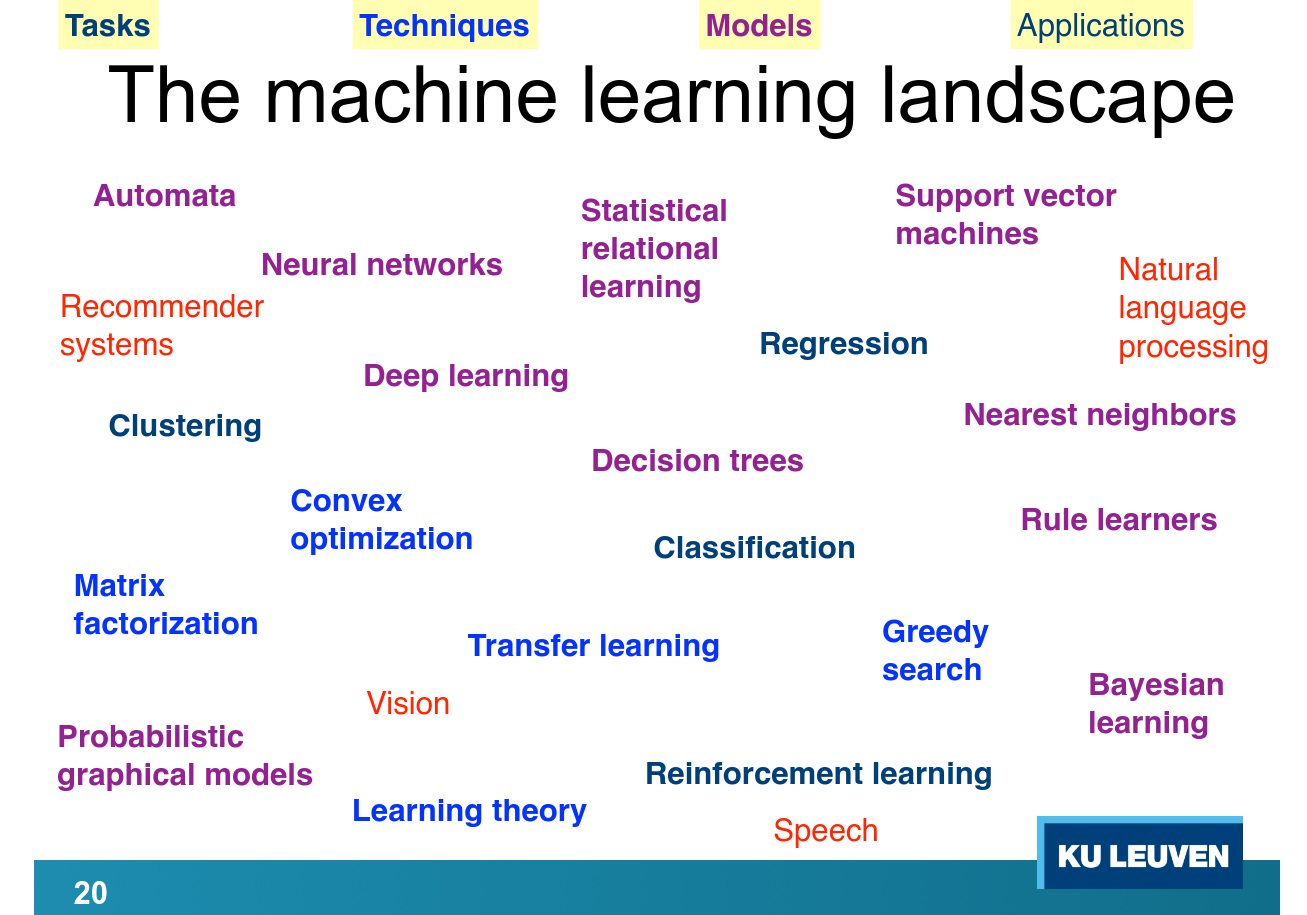 Tasks Techniques Models Applications
The machine learning landscape
Automata
Neural networks
Statistical
relational
learning
Support vector
machines
Recommender
systems
Natural
language
processing
Regression
Deep learning
Clustering
Nearest neighbors
Decision trees
Convex
optimization
Rule learners
Classification
Matrix
factorization
Transfer learning
Greedy
search
Vision
Bayesian
learning
Probabilistic
graphical models
Reinforcement learning
Learning theory
Speech
KU LEUVEN
20